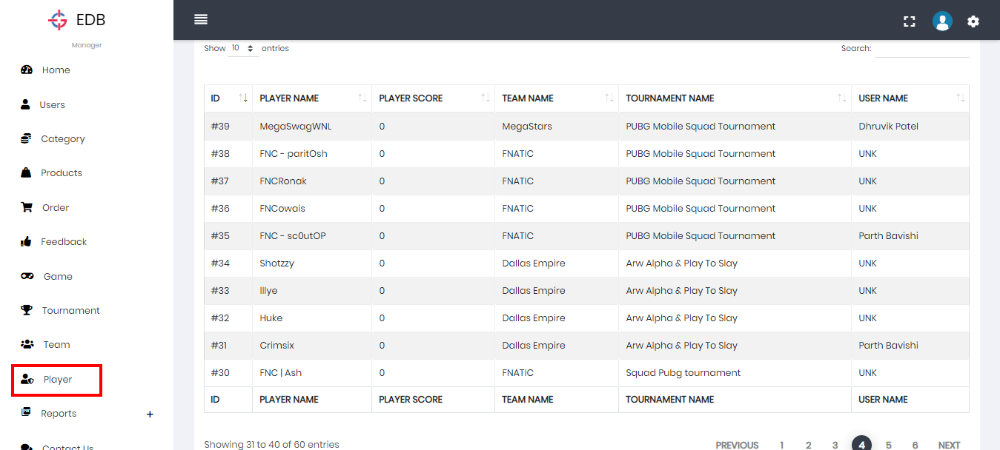 EDB
Manager
Home
Users
Category
Products
Order
Feedback
Game
Tournament
Team
Player
Reports +
Contact Us
Show 10 entries
Search:
ID PLAYER NAME PLAYER SCORE TEAM NAME TOURNAMENT NAME USER NAME
#39 MegaSwagWNL 0 MegaStars PUBG Mobile Squad Tournament Dhruvik Patel
#38 FNC - paritOsh 0 FNATIC PUBG Mobile Squad Tournament UNK
#37 FNCRonak 0 FNATIC PUBG Mobile Squad Tournament UNK
#36 FNCowais 0 FNATIC PUBG Mobile Squad Tournament UNK
#35 FNC - sc0utOP 0 FNATIC PUBG Mobile Squad Tournament Parth Bavishi
#34 Shotzzy 0 Dallas Empire Arw Alpha & Play To Slay UNK
#33 Illye 0 Dallas Empire Arw Alpha & Play To Slay UNK
#32 Huke 0 Dallas Empire Arw Alpha & Play To Slay UNK
#31 Crimsix 0 Dallas Empire Arw Alpha & Play To Slay Parth Bavishi
#30 FNC | Ash 0 FNATIC Squad Pubg tournament UNK
ID PLAYER NAME PLAYER SCORE TEAM NAME TOURNAMENT NAME USER NAME
Showing 31 to 40 of 60 entries
PREVIOUS 1 2 3 4 5 6 NEXT